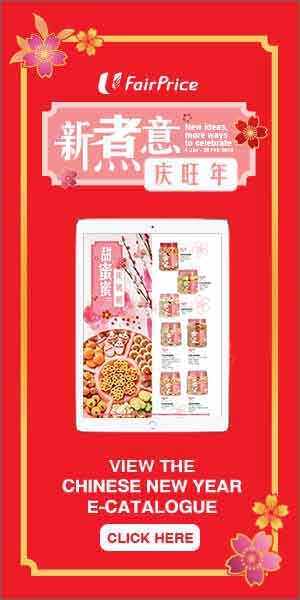 FairPrice
新煮意
New ideas,
more ways
to celebrate
庆旺年
甜蜜蜜
VIEW THE
CHINESE NEW YEAR
E-CATALOGUE
CLICK HERE